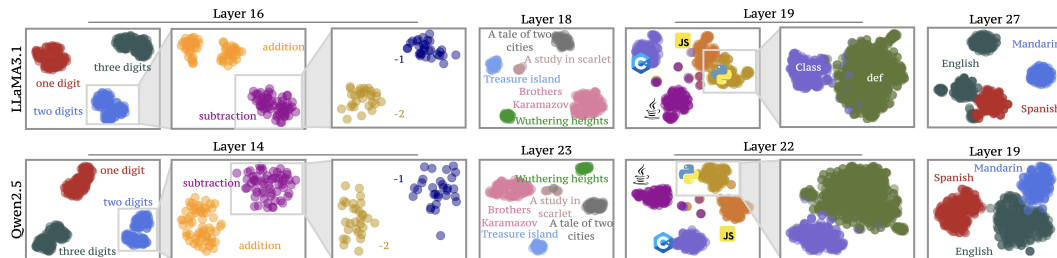 Layer 16
Layer 18
Layer 19
Layer 27
LLaMA3.1
one digit
three digits
two digits
addition
subtraction
-1
-2
A tale of two
cities
A study in scarlet
Treasure island
Brothers
Karamazov
Wuthering heights
C++
JS
Class
def
Mandarin
English
Spanish
Layer 14
Layer 23
Layer 22
Layer 19
Qwen2.5
one digit
two digits
three digits
subtraction
addition
-1
-2
Wuthering heights
Brothers
Karamazov
A study in
scarlet
A tale of two
cities
Treasure island
C++
JS
Mandarin
Spanish
English